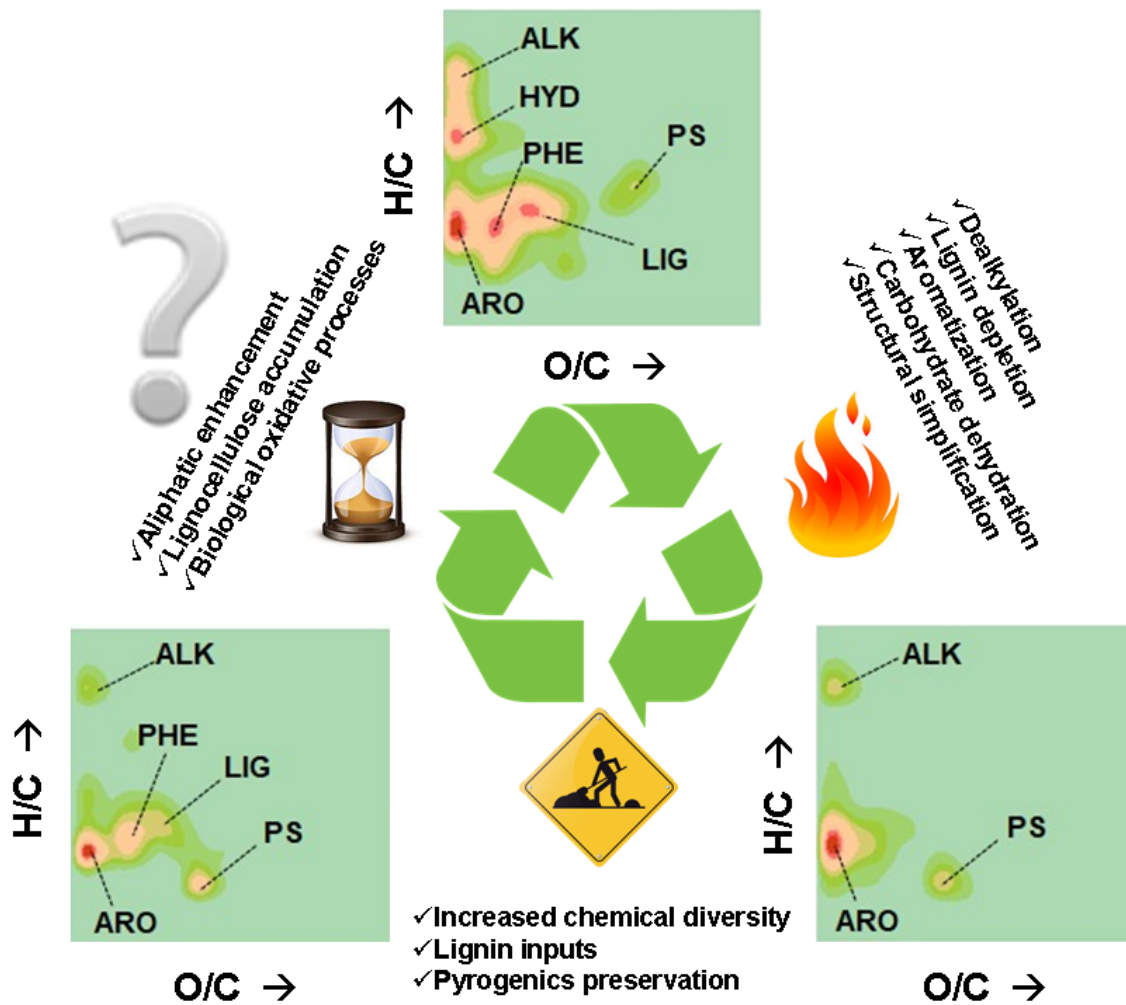 ALK
HYD
PHE
PS
LIG
ARO
H/C →
O/C →
?
✓Aliphatic enhancement
✓Lignocellulose accumulation
✓Biological oxidative processes
✓Dealkylation
✓Lignin depletion
✓Aromatization
✓Carbohydrate dehydration
✓Structural simplification
ALK
PHE
LIG
PS
ARO
H/C →
O/C →
✓Increased chemical diversity
✓Lignin inputs
✓Pyrogenics preservation
ALK
PS
ARO
H/C →
O/C →